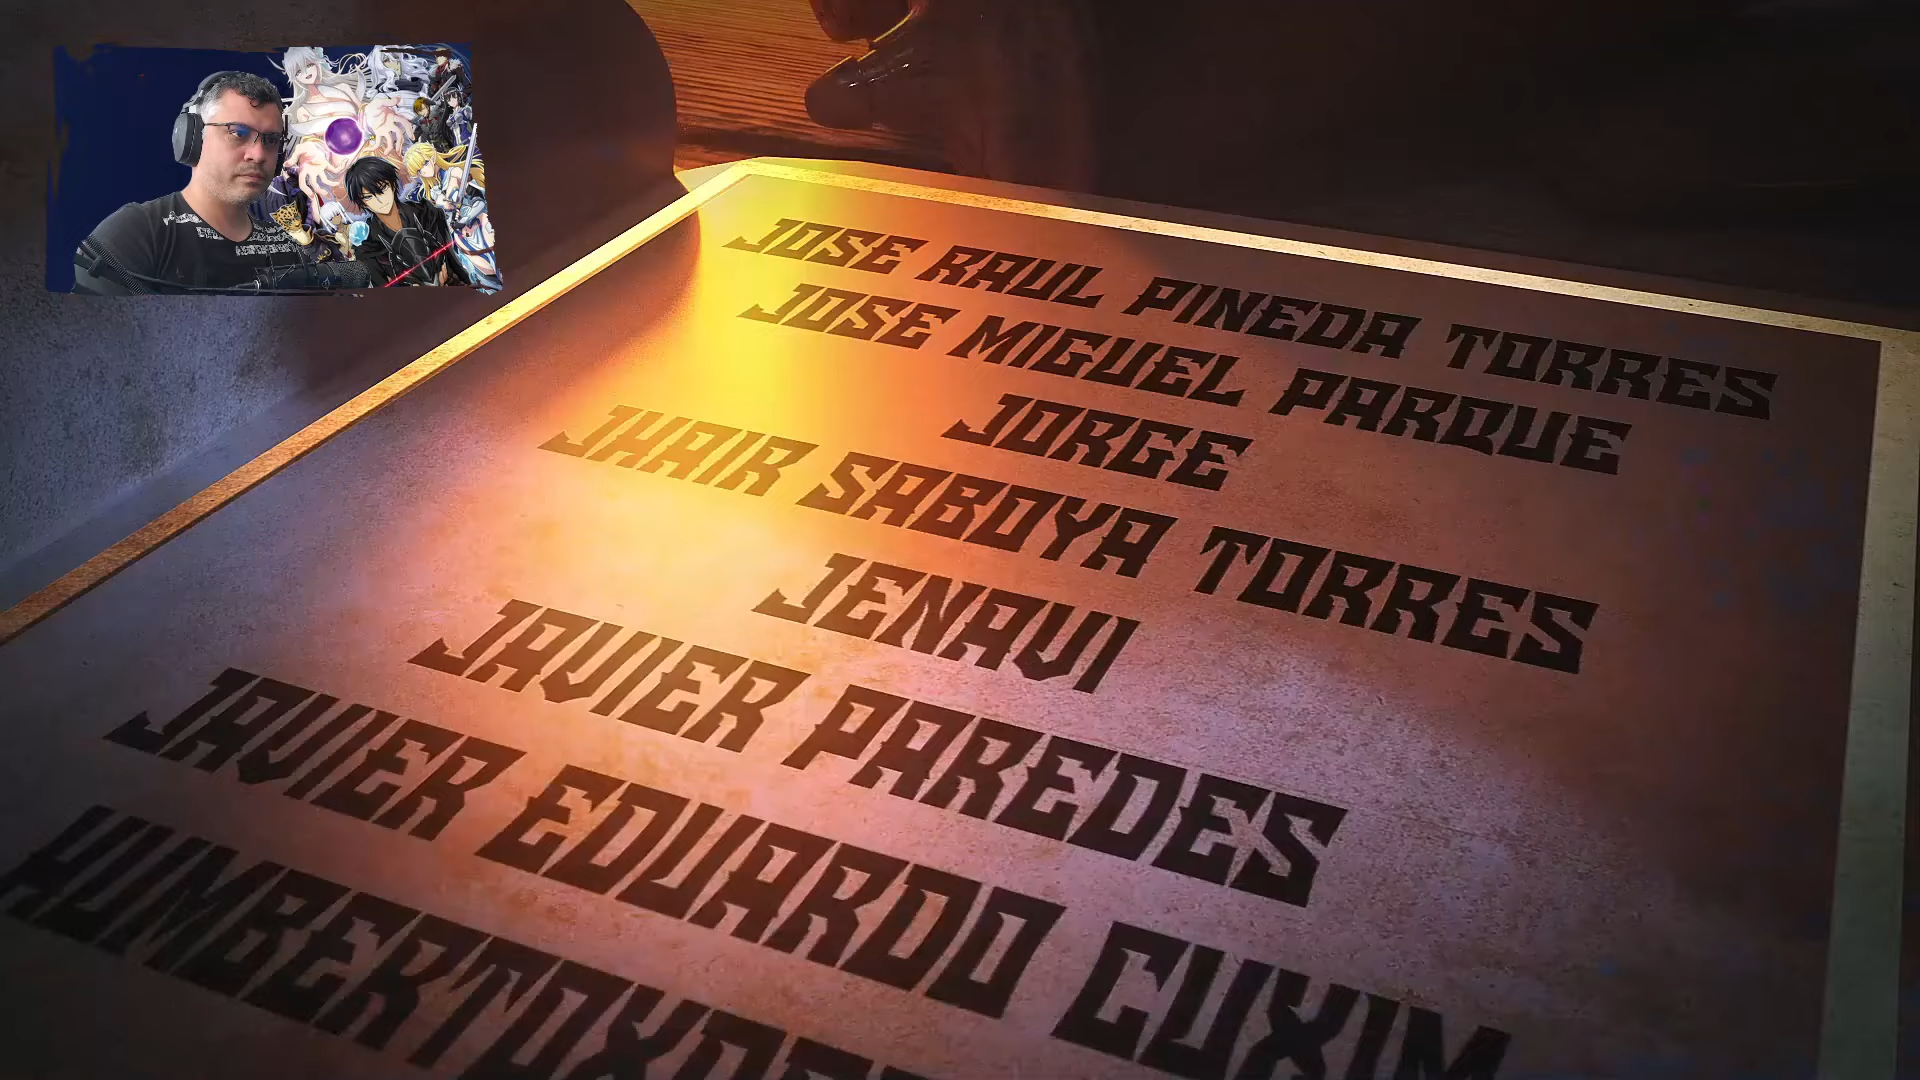 JOSE RAUL PINEDA TORRES
JOSE MIGUEL PARQUE
JORGE
JHAIR SABOYA TORRES
JENAVI
JAVIER PAREDES
JAVIER EDUARDO CUXIM